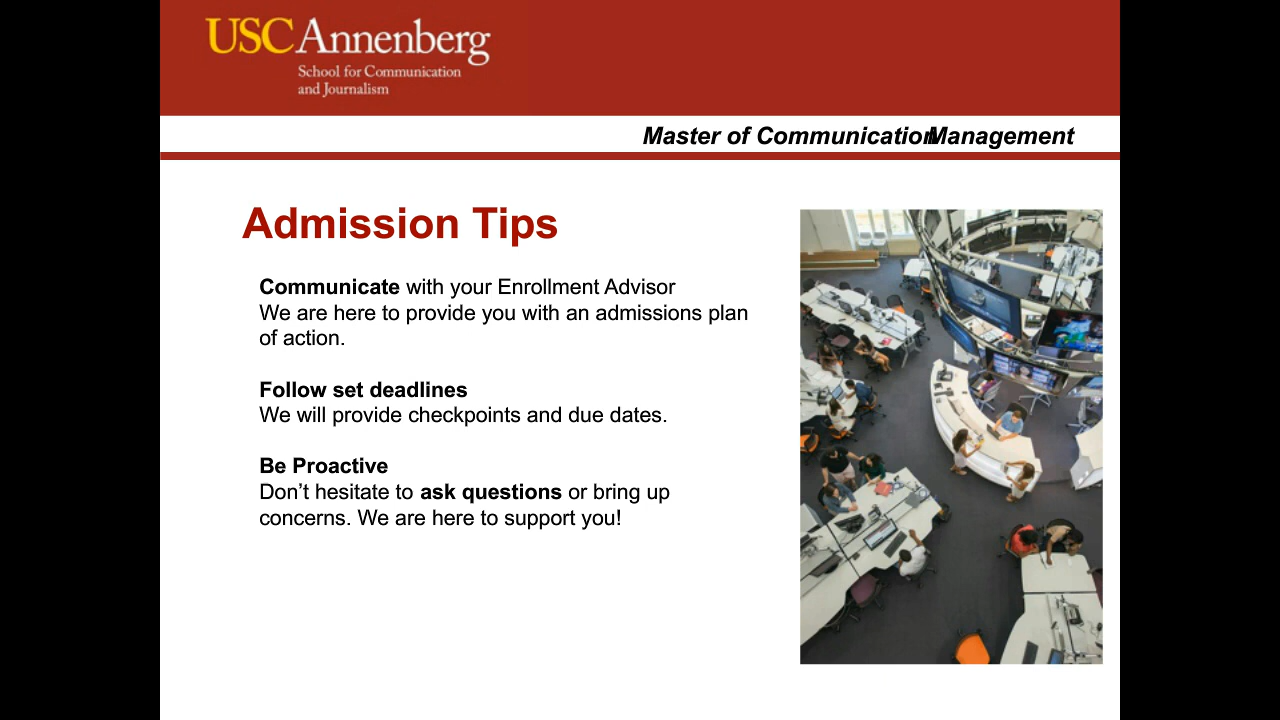 USC Annenberg
School for Communication
and Journalism
Master of Communication Management
Admission Tips
Communicate with your Enrollment Advisor
We are here to provide you with an admissions plan
of action.
Follow set deadlines
We will provide checkpoints and due dates.
Be Proactive
Don’t hesitate to ask questions or bring up
concerns. We are here to support you!